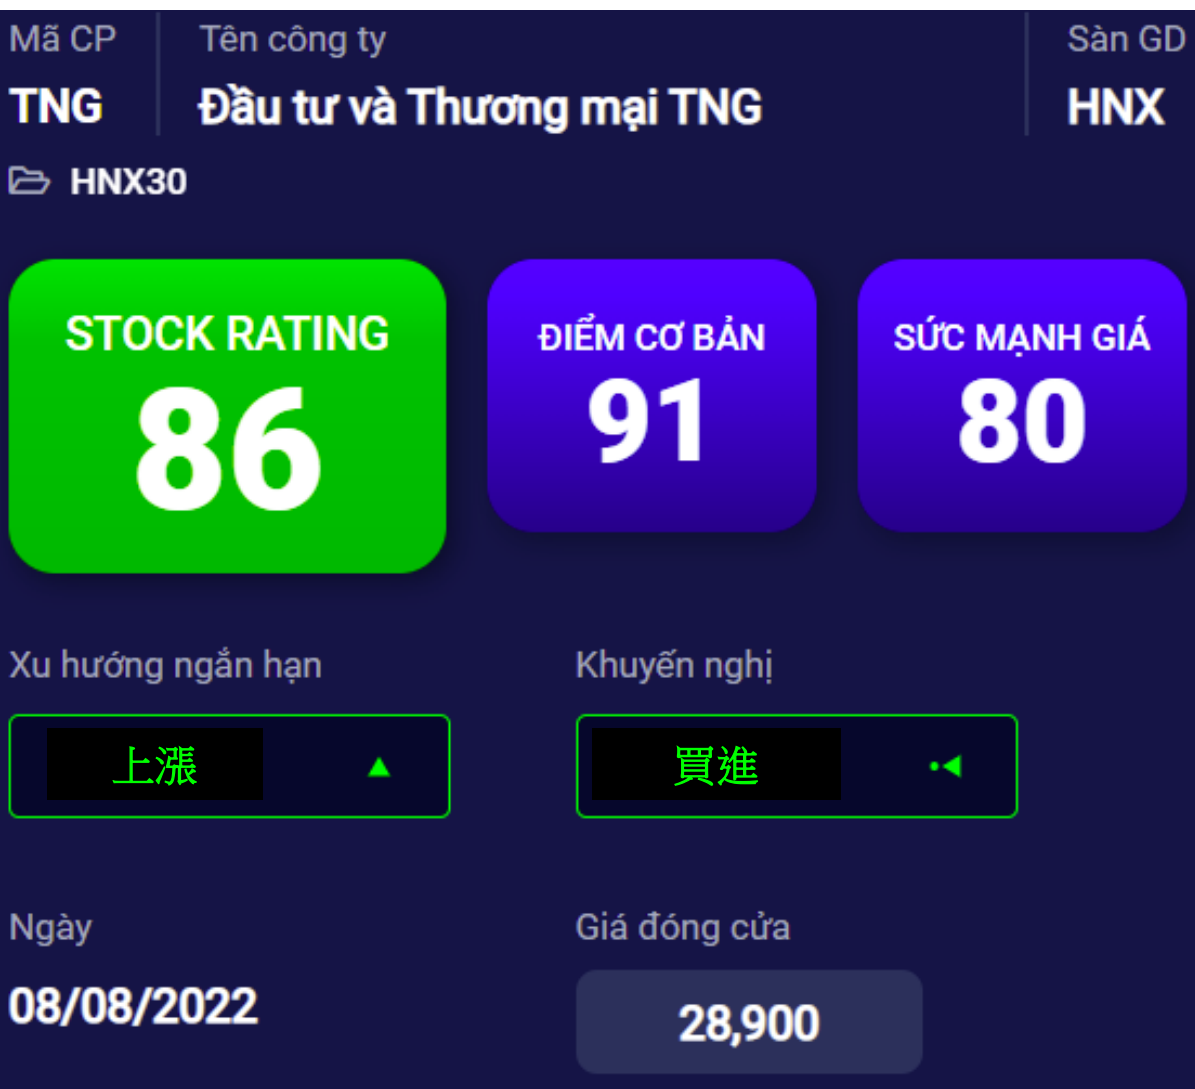 Mã CP Tên công ty Sàn GD
TNG Đầu tư và Thương mại TNG HNX
HNX30
STOCK RATING ĐIỂM CƠ BẢN SỨC MẠNH GIÁ
86 91 80
Xu hướng ngắn hạn Khuyến nghị
上漲 買進
Ngày Giá đóng cửa
08/08/2022 28,900